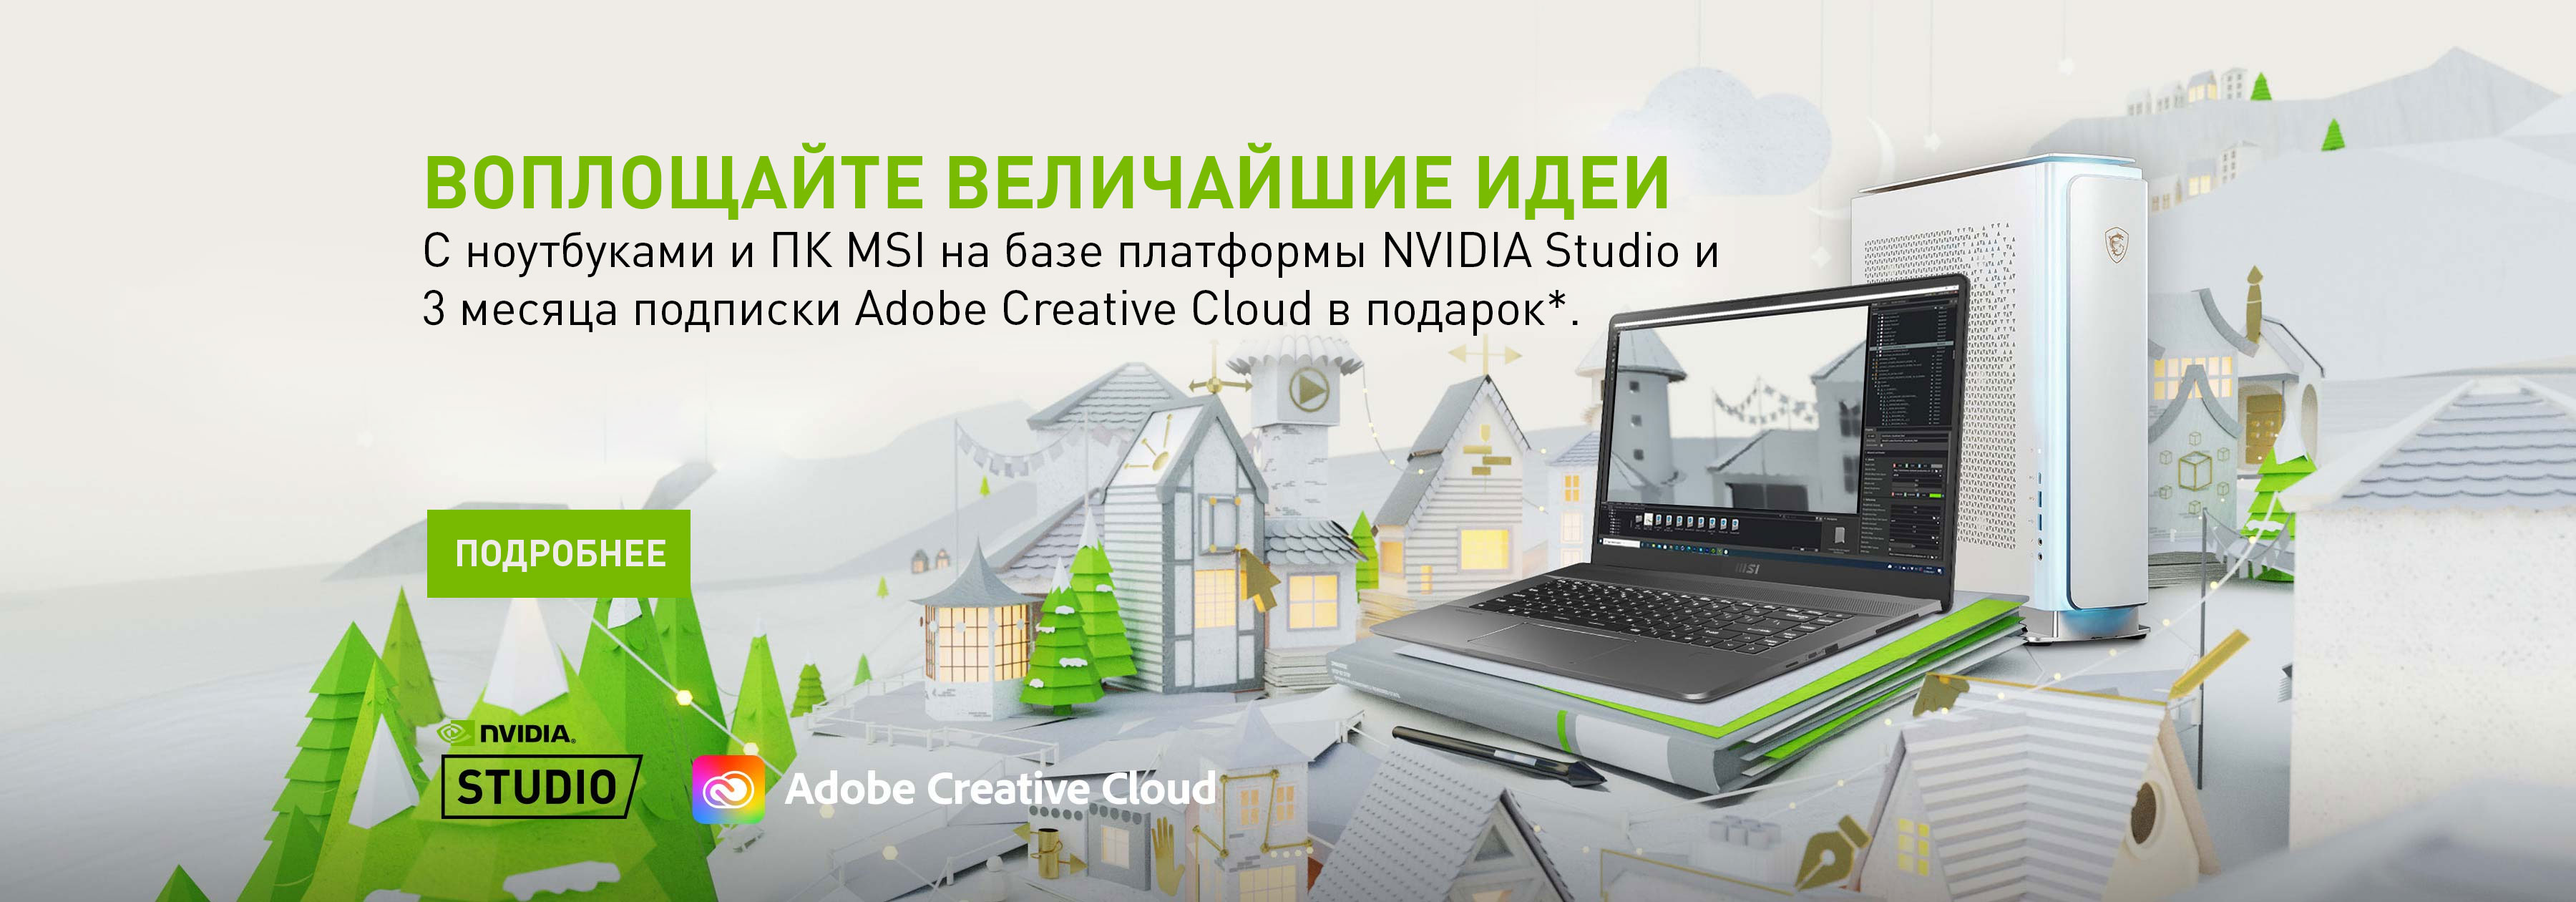 ВОПЛОЩАЙТЕ ВЕЛИЧАЙШИЕ ИДЕИ
С ноутбуками и ПК MSI на базе платформы NVIDIA Studio и
3 месяца подписки Adobe Creative Cloud в подарок*.
ПОДРОБНЕЕ
msi
NVIDIA.
STUDIO
Adobe Creative Cloud